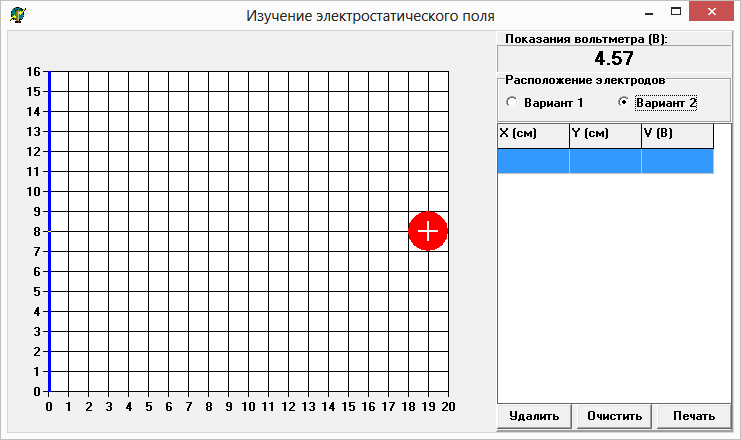 Изучение электростатического поля
Показания вольтметра (В):
4.57
Расположение электродов
Вариант 1 Вариант 2
X (см) Y (см) V (В)
16
15
14
13
12
11
10
9
8
7
6
5
4
3
2
1
0
0 1 2 3 4 5 6 7 8 9 10 11 12 13 14 15 16 17 18 19 20
Удалить Очистить Печать